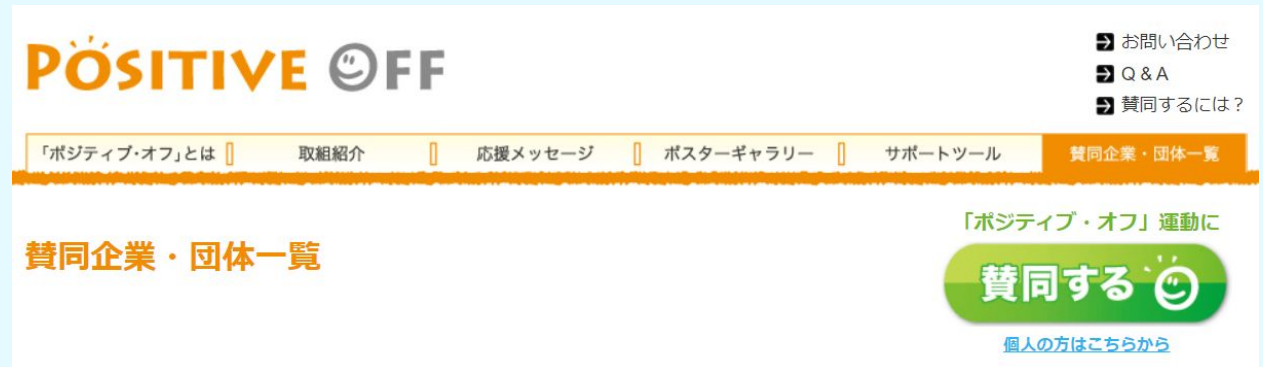 POSITIVE OFF
お問い合わせ
Q & A
賛同するには？
「ポジティブ・オフ」とは
取組紹介
応援メッセージ
ポスターギャラリー
サポートツール
賛同企業・団体一覧
賛同企業・団体一覧
「ポジティブ・オフ」運動に
賛同する
個人の方はこちらから